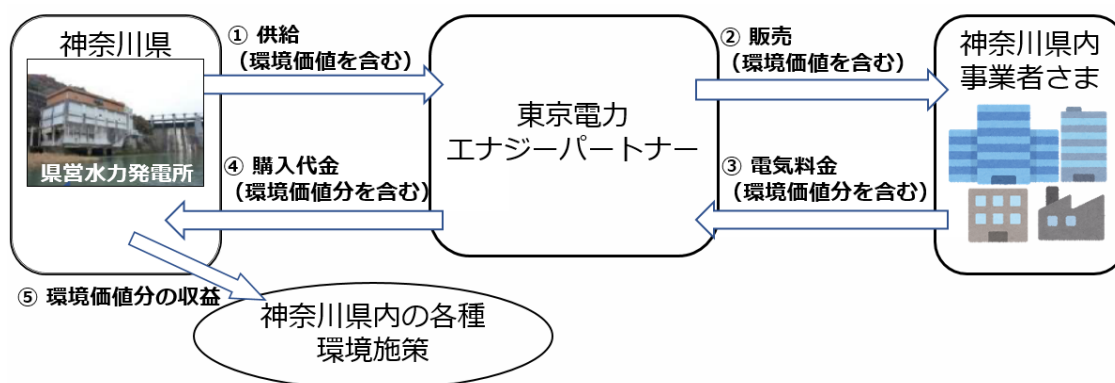 神奈川県
県営水力発電所
① 供給
（環境価値を含む）
東京電力
エナジーパートナー
② 販売
（環境価値を含む）
神奈川県内
事業者さま
③ 電気料金
（環境価値分を含む）
④ 購入代金
（環境価値分を含む）
⑤ 環境価値分の収益
神奈川県内の各種
環境施策